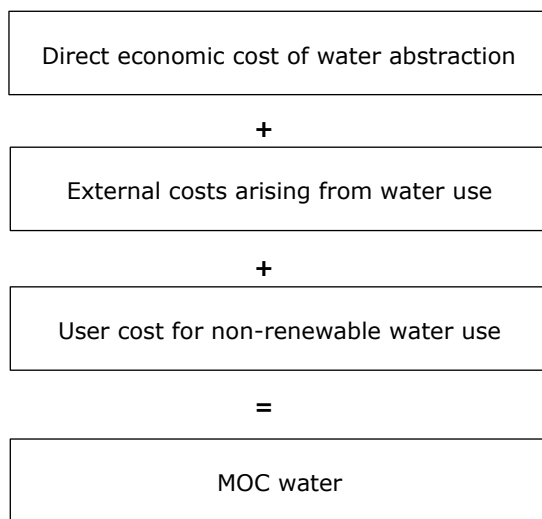 Direct economic cost of water abstraction
+
External costs arising from water use
+
User cost for non-renewable water use
=
MOC water